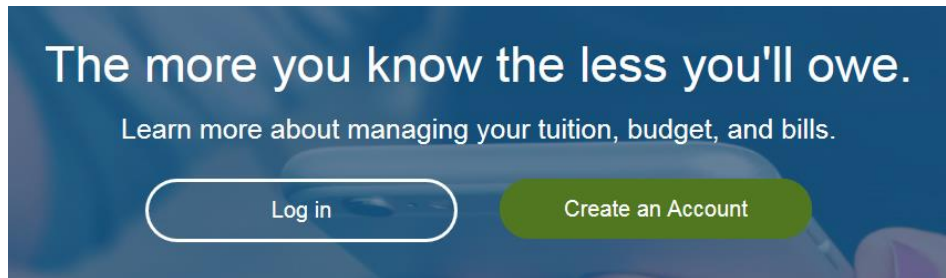 The more you know the less you'll owe.
Learn more about managing your tuition, budget, and bills.
Log in
Create an Account